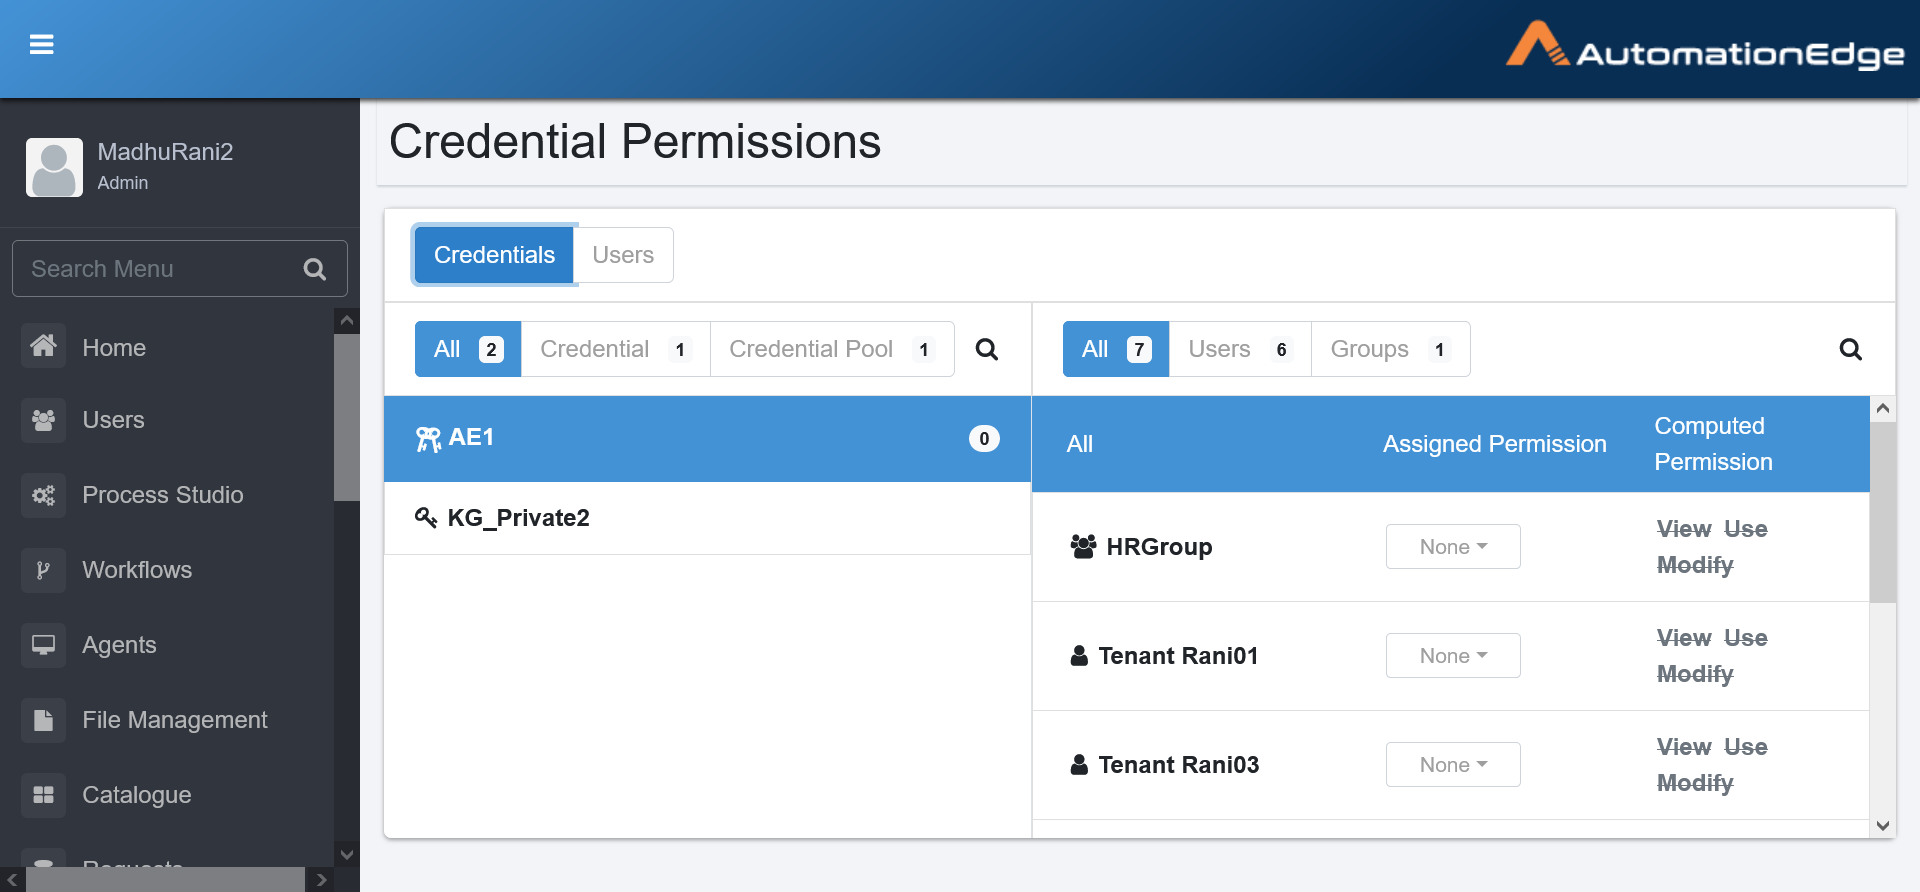 AutomationEdge
MadhuRani2
Admin
Search Menu
Home
Users
Process Studio
Workflows
Agents
File Management
Catalogue
Requests
Credential Permissions
Credentials Users
All 2 Credential 1 Credential Pool 1
AE1 0
KG_Private2
All 7 Users 6 Groups 1
All Assigned Permission Computed Permission
HRGroup None View Use Modify
Tenant Rani01 None View Use Modify
Tenant Rani03 None View Use Modify